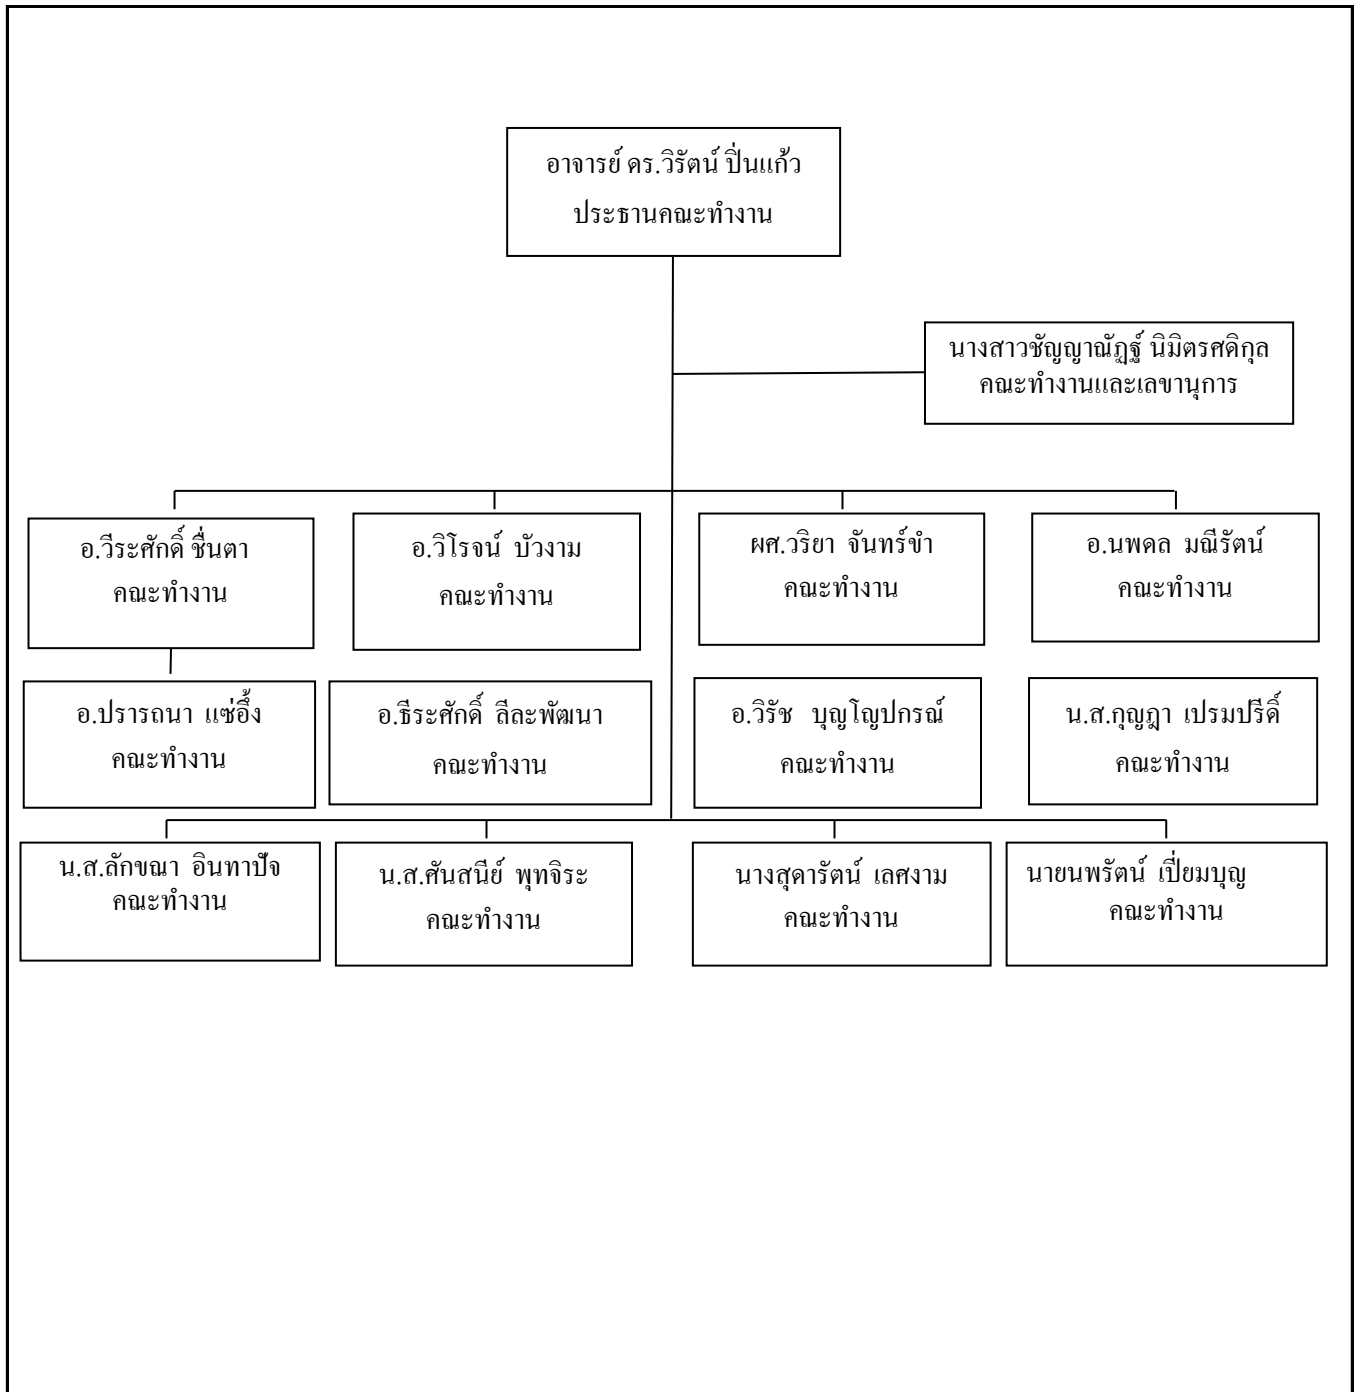 อาจารย์ ดร.วิรัตน์ ปิ่นแก้ว
ประธานคณะทำงาน
นางสาวชัญญาณัฏฐ์ นิมิตรศดิกุล
คณะทำงานและเลขานุการ
อ.วีระศักดิ์ ชื่นตา
คณะทำงาน
อ.วิโรจน์ บัวงาม
คณะทำงาน
ผศ.วริยา จันทร์ขำ
คณะทำงาน
อ.นพดล มณีรัตน์
คณะทำงาน
อ.ปรารถนา แซ่อึ๊ง
คณะทำงาน
อ.ธีระศักดิ์ ลีละพัฒนา
คณะทำงาน
อ.วิรัช บุญโญปกรณ์
คณะทำงาน
น.ส.กุญฎา เปรมปรีดิ์
คณะทำงาน
น.ส.ลักขณา อินทาปัจ
คณะทำงาน
น.ส.ศันสนีย์ พุทจิระ
คณะทำงาน
นางสุดารัตน์ เลศงาม
คณะทำงาน
นายนพรัตน์ เปี่ยมบุญ
คณะทำงาน